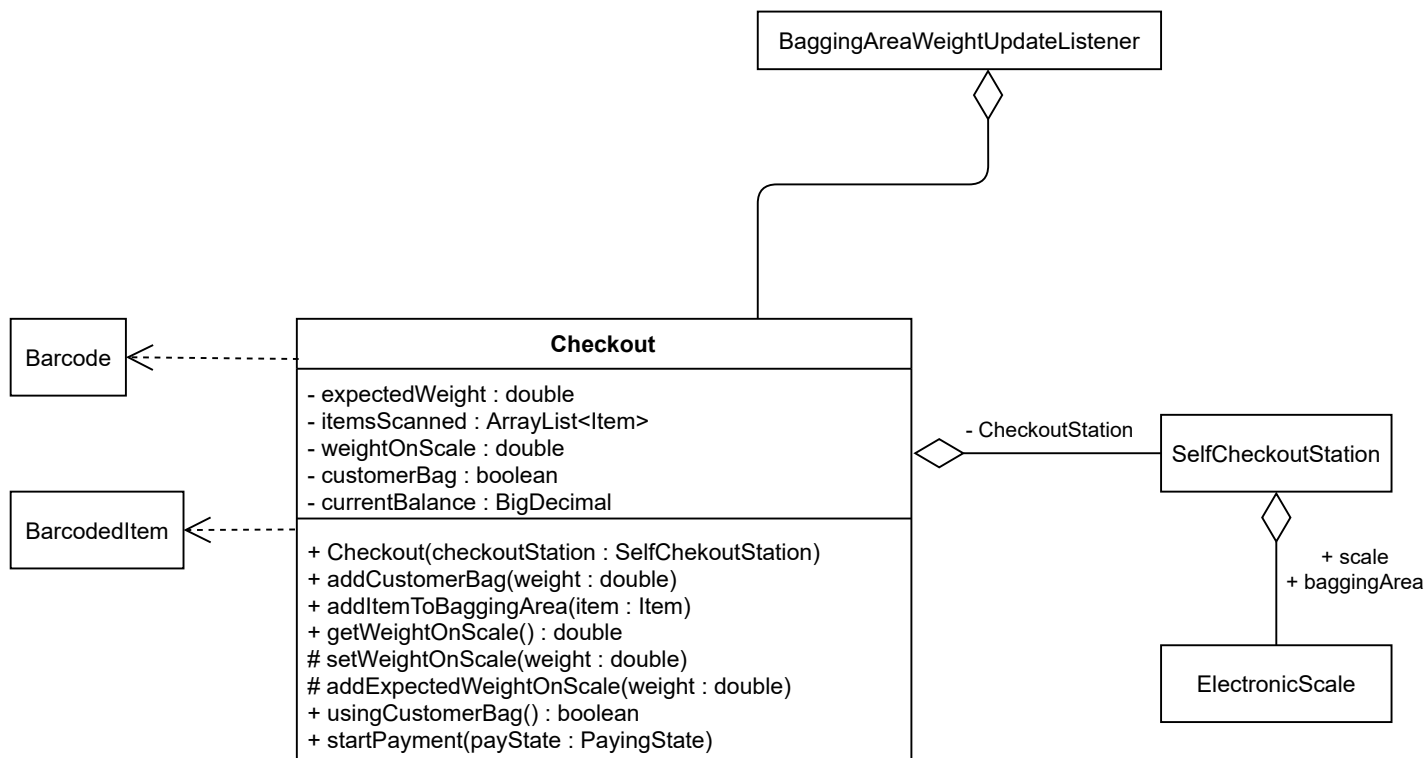 BaggingAreaWeightUpdateListener
Barcode
Checkout
- expectedWeight : double
- itemsScanned : ArrayList<Item>
- weightOnScale : double
- customerBag : boolean
- currentBalance : BigDecimal
- CheckoutStation
SelfCheckoutStation
BarcodedItem
+ Checkout(checkoutStation : SelfChekoutStation)
+ addCustomerBag(weight : double)
+ addItemToBaggingArea(item : Item)
+ getWeightOnScale() : double
# setWeightOnScale(weight : double)
# addExpectedWeightOnScale(weight : double)
+ usingCustomerBag() : boolean
+ startPayment(payState : PayingState)
+ scale
+ baggingArea
ElectronicScale